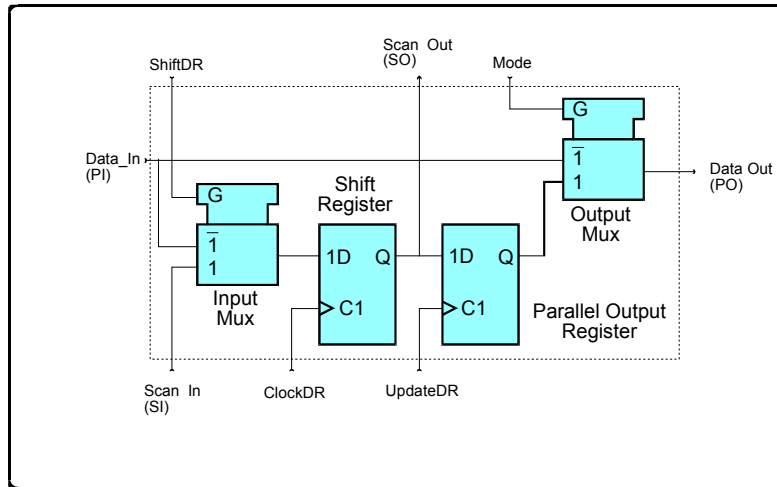 Scan Out
(SO)
ShiftDR
Mode
G
Data_In
(PI)
1
1
Data Out
(PO)
Shift
Register
G
Output
Mux
1
1
1D
Q
1D
Q
Input
Mux
C1
C1
Parallel Output
Register
Scan In
(SI)
ClockDR
UpdateDR